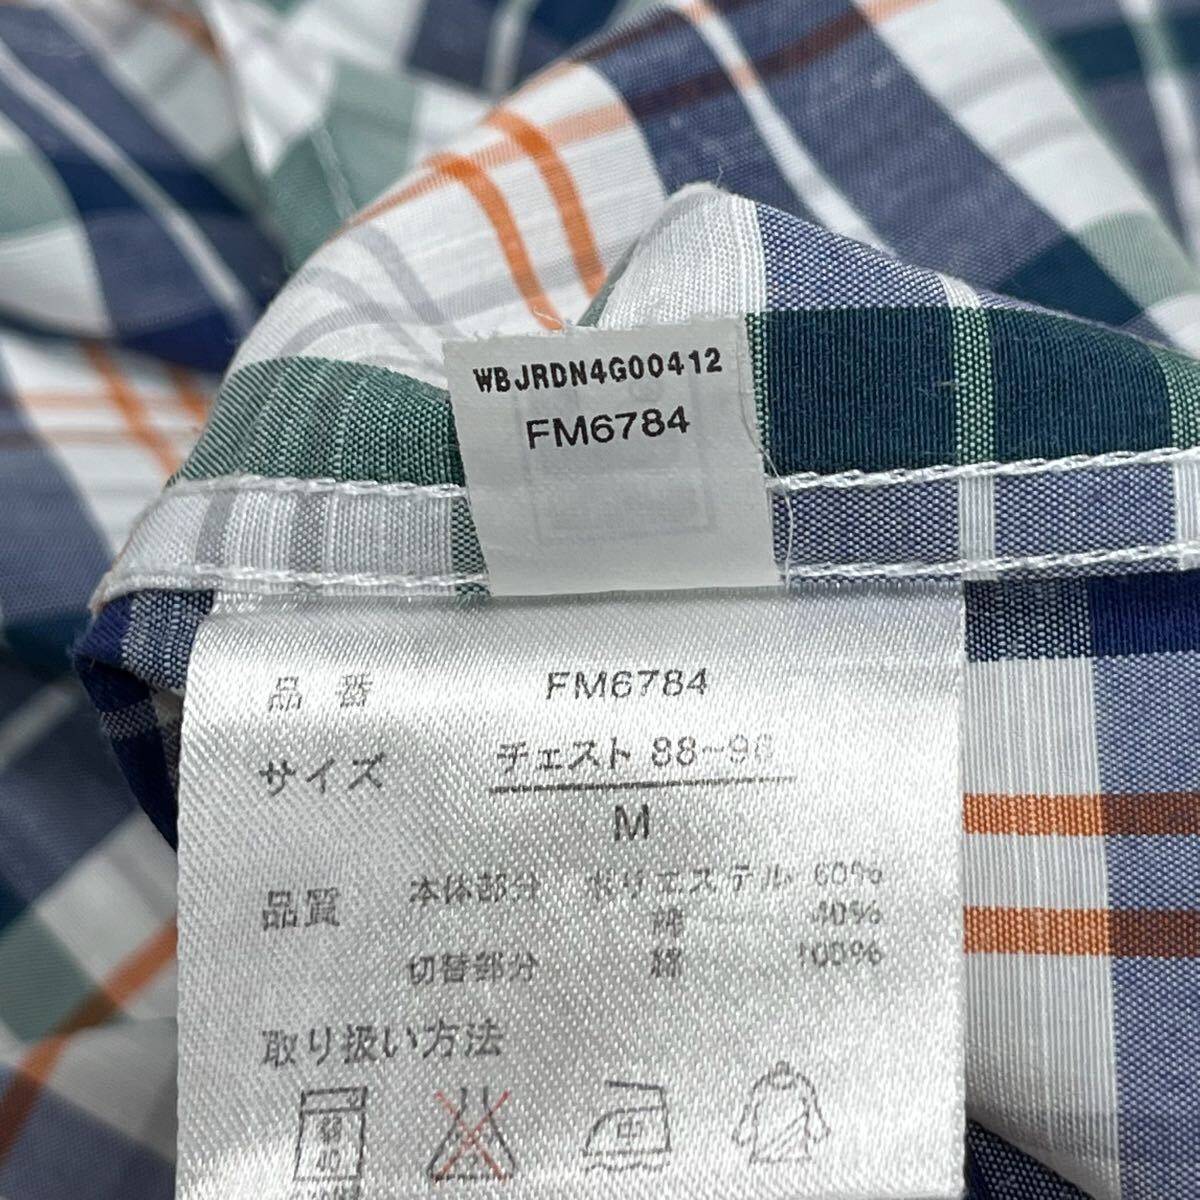 WBJRDN4G00412
FM6784
品番 FM6784
サイズ チェスト 88-96
M
品質 本体部分 ポリエステル 60%
綿 40%
切替部分 綿 100%
取り扱い方法
40